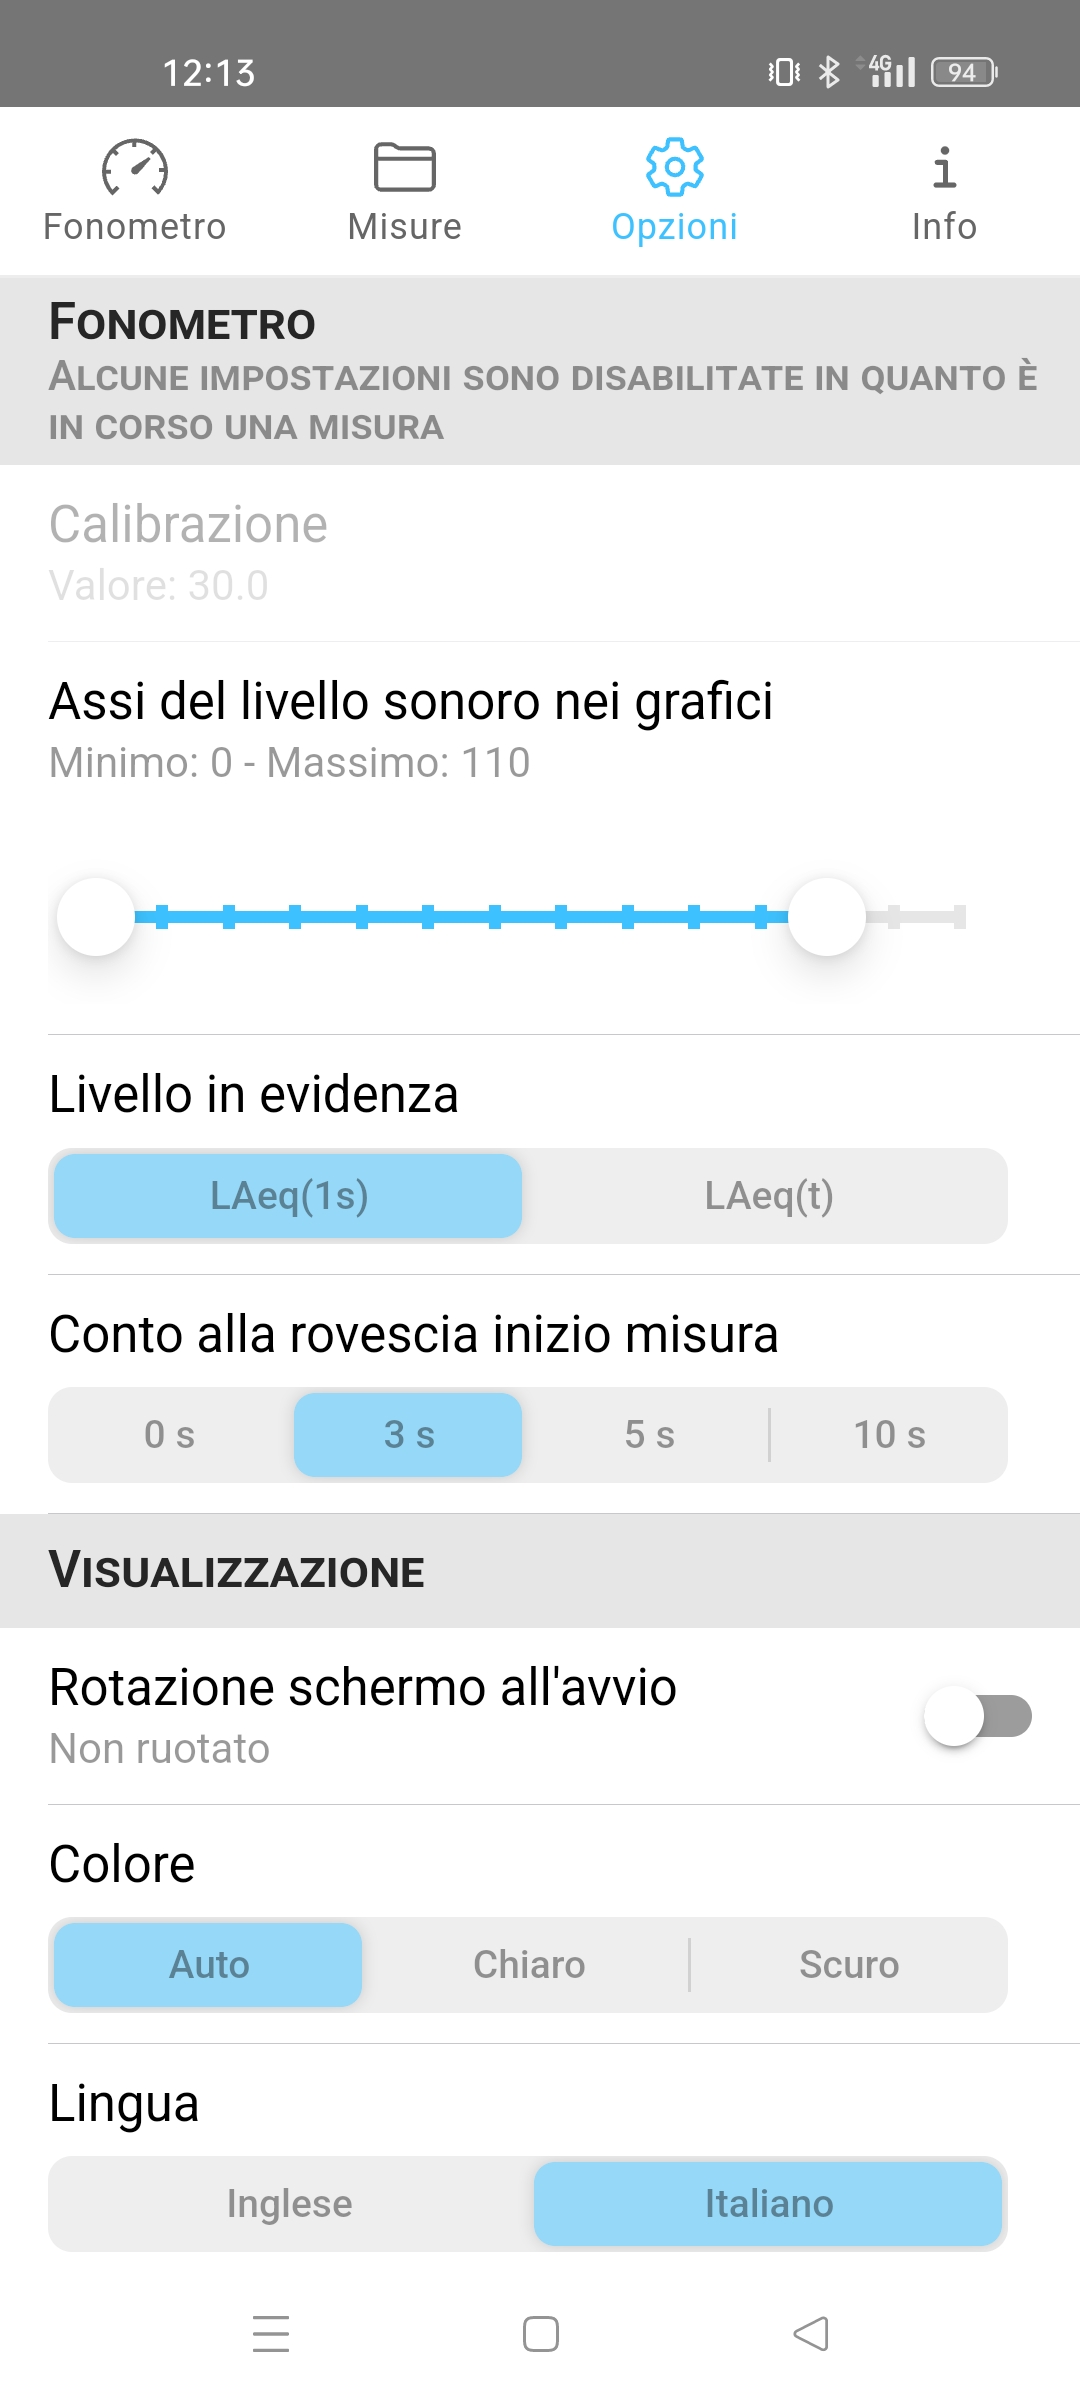 12:13
4G
94
Fonometro
Misure
Opzioni
Info
FONOMETRO
ALCUNE IMPOSTAZIONI SONO DISABILITATE IN QUANTO È
IN CORSO UNA MISURA
Calibrazione
Valore: 30.0
Assi del livello sonoro nei grafici
Minimo: 0 - Massimo: 110
Livello in evidenza
LAeq(1s)
LAeq(t)
Conto alla rovescia inizio misura
0 s
3 s
5 s
10 s
VISUALIZZAZIONE
Rotazione schermo all'avvio
Non ruotato
Colore
Auto
Chiaro
Scuro
Lingua
Inglese
Italiano